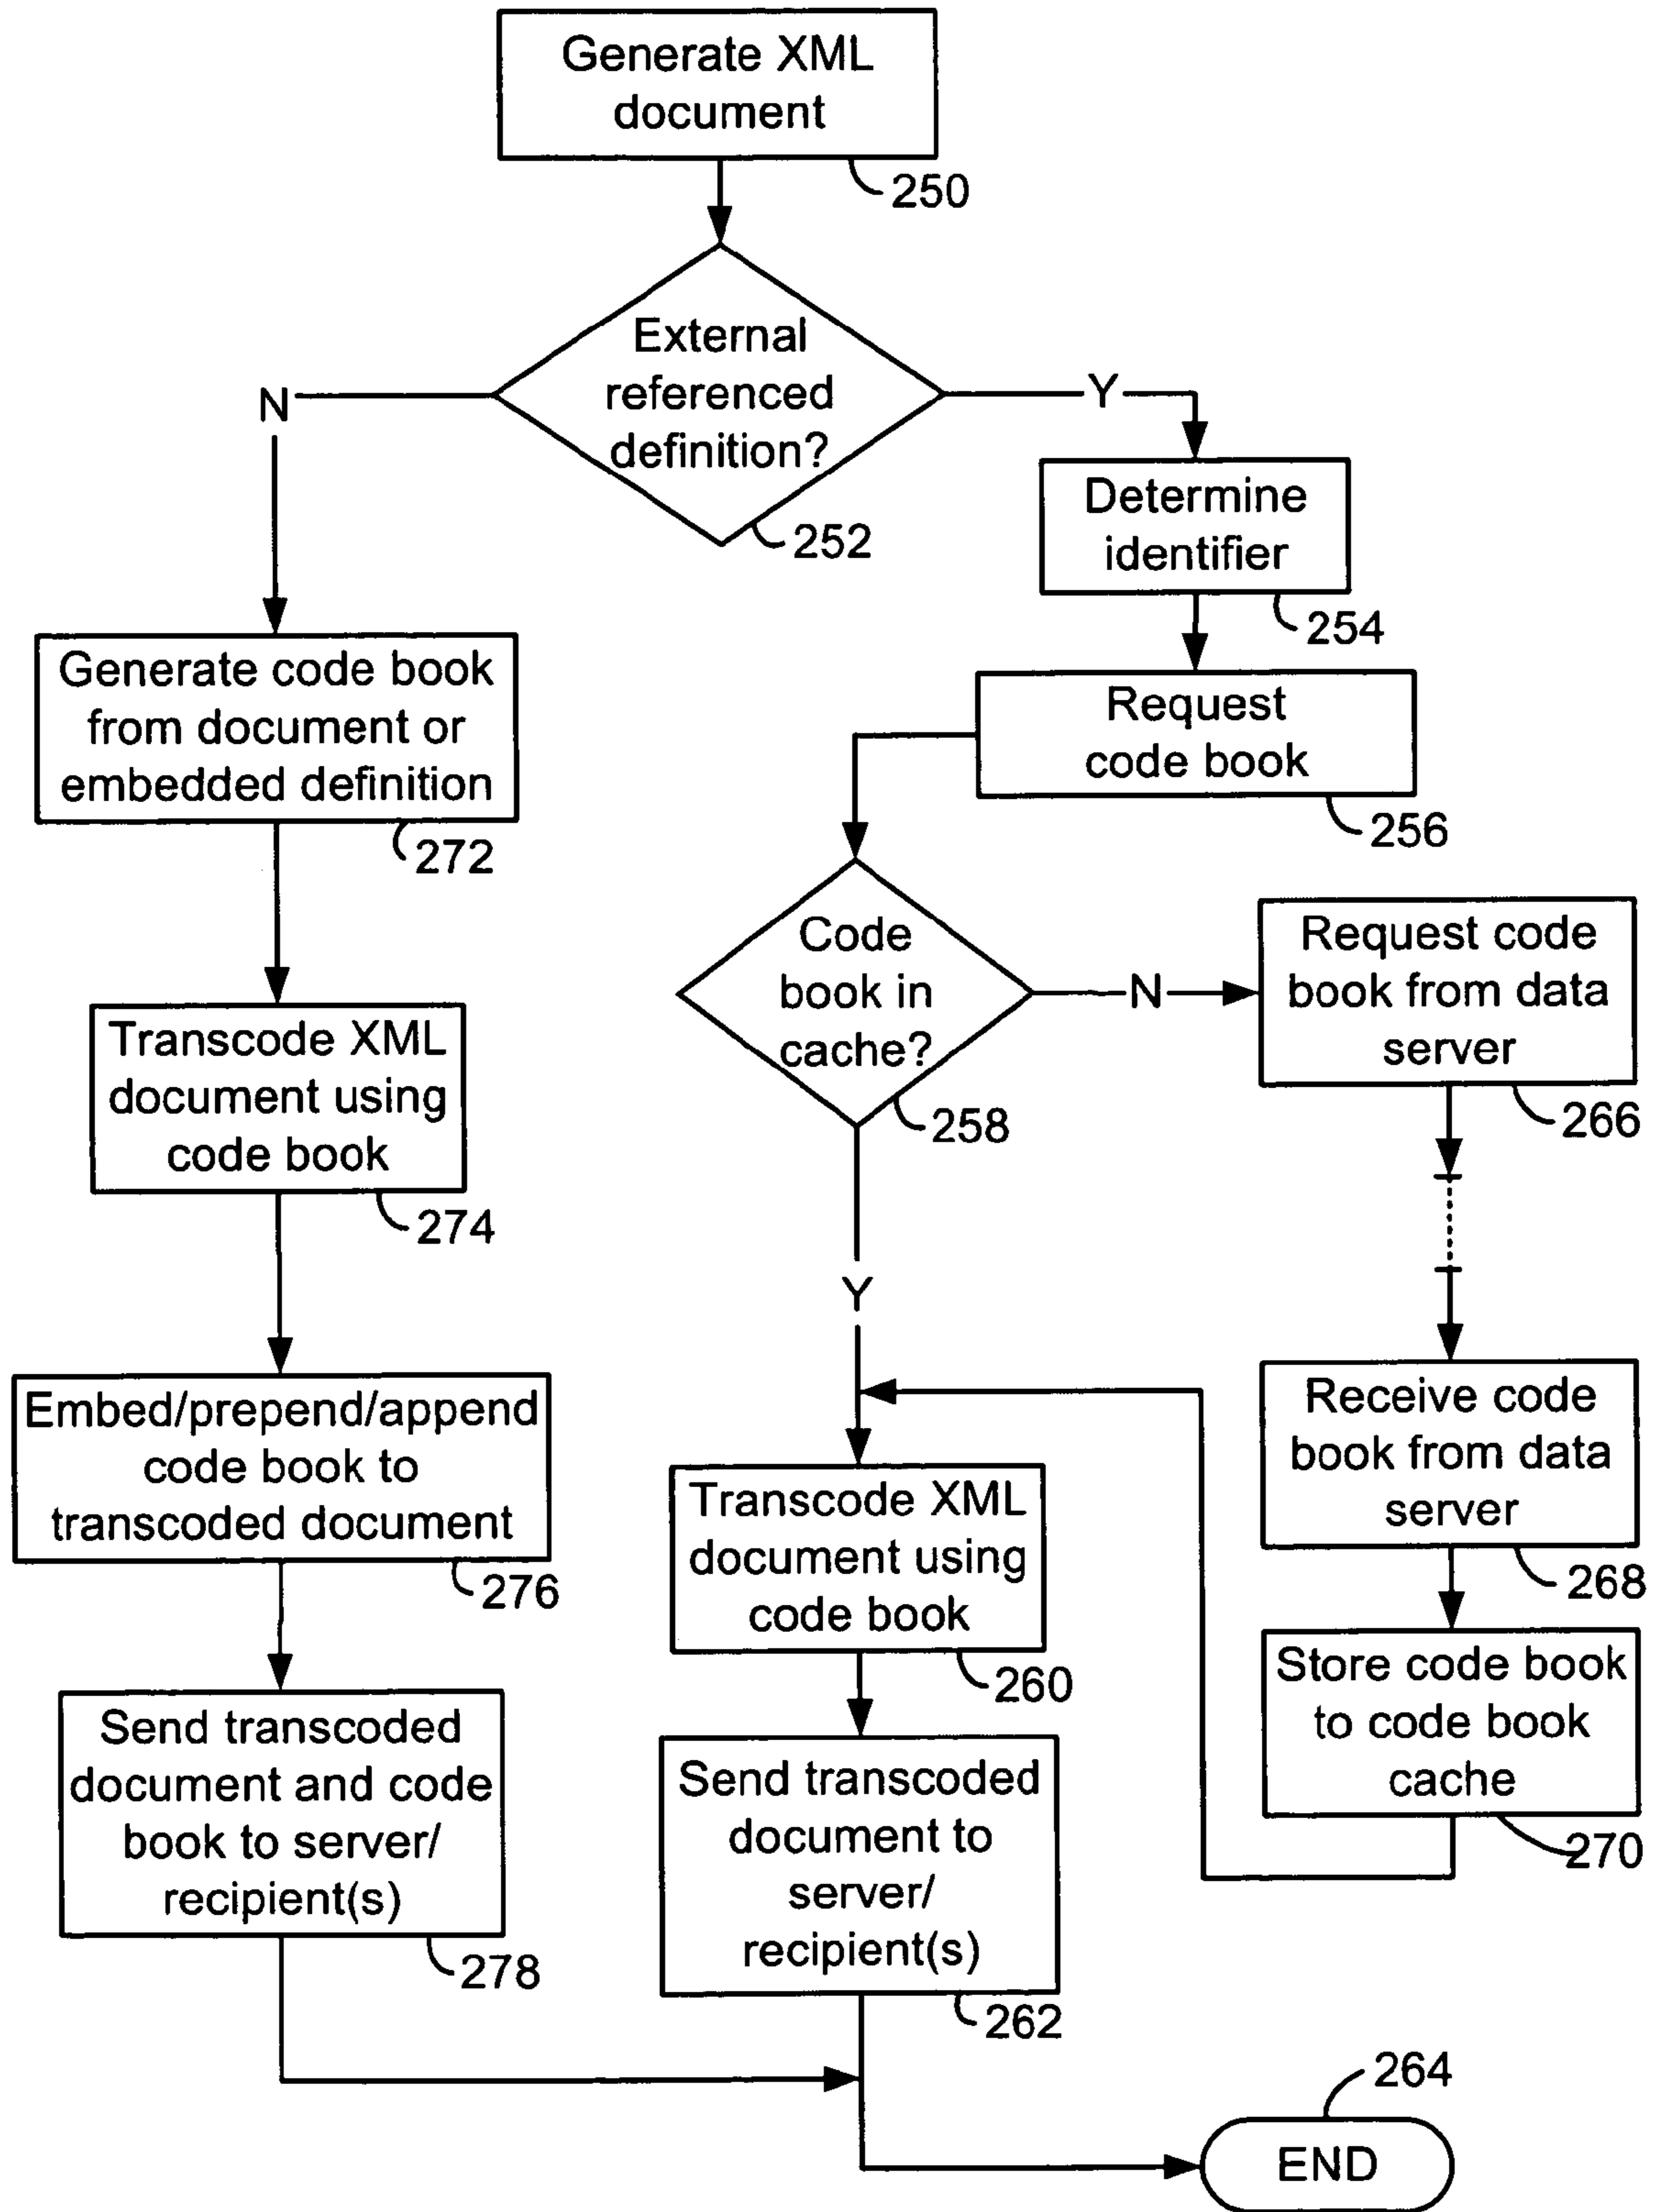 Generate XML
document
250
External
referenced
definition?
252
N
Y
Determine
identifier
254
Request
code book
256
Generate code book
from document or
embedded definition
272
Code
book in
cache?
258
N
Request code
book from data
server
266
Transcode XML
document using
code book
274
Y
Receive code
book from data
server
268
Embed/prepend/append
code book to
transcoded document
276
Transcode XML
document using
code book
260
Store code book
to code book
cache
270
Send transcoded
document and code
book to server/
recipient(s)
278
Send transcoded
document to
server/
recipient(s)
262
264
END